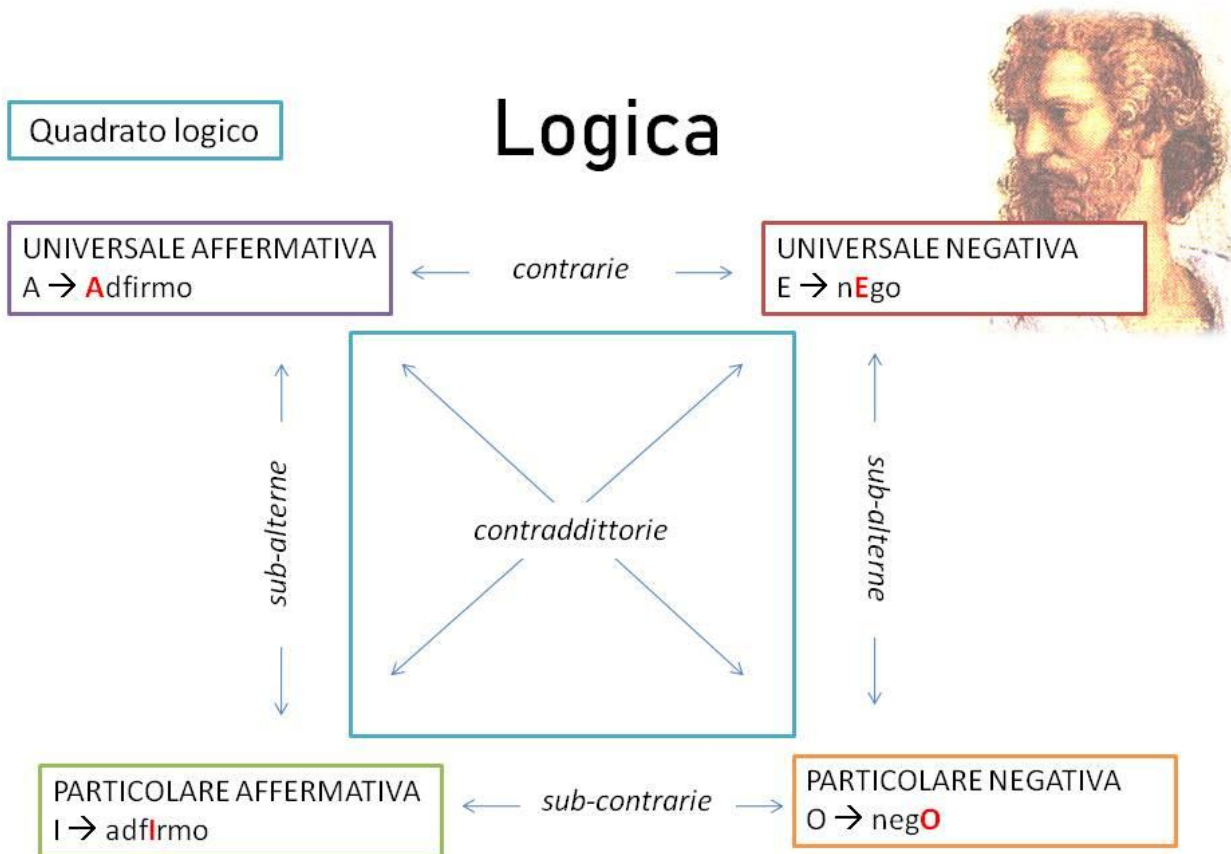 Quadrato logico
Logica
UNIVERSALE AFFERMATIVA
A → Adfirmo
contrarie
UNIVERSALE NEGATIVA
E → nEgo
sub-alterne
contraddittorie
sub-alterne
PARTICOLARE AFFERMATIVA
I → adfIrmo
sub-contrarie
PARTICOLARE NEGATIVA
O → negO